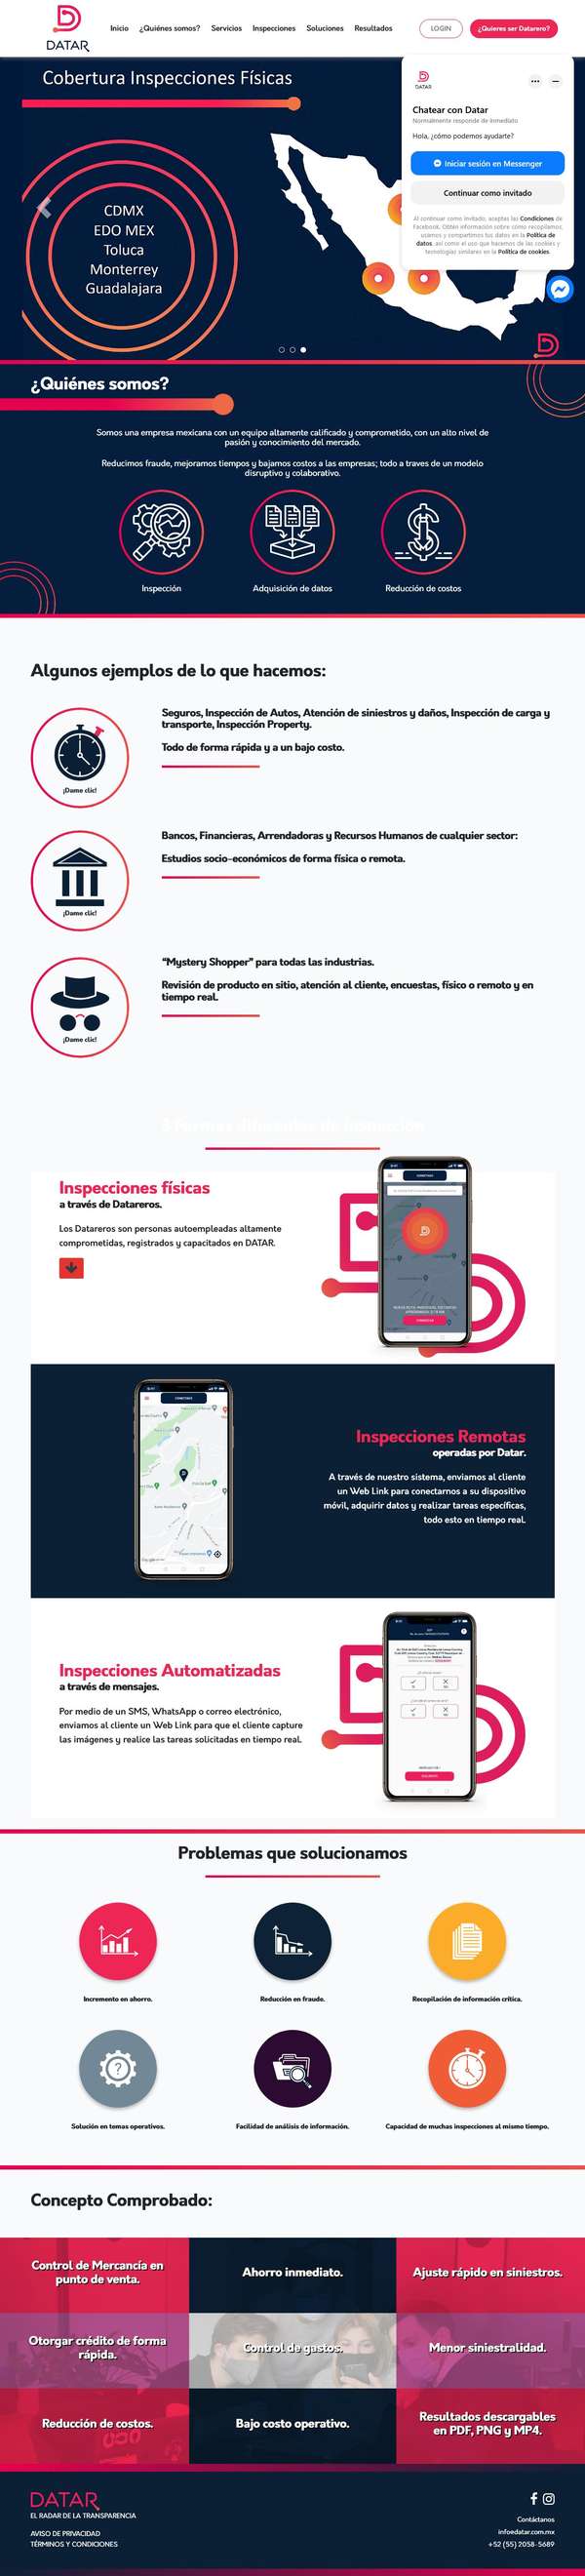 DATAR
Inicio
¿Quiénes somos?
Servicios
Inspecciones
Soluciones
Resultados
LOGIN
¿Quieres ser Datarero?
Cobertura Inspecciones Físicas
CDMX
EDO MEX
Toluca
Monterrey
Guadalajara
DATAR
Chatear con Datar
Normalmente responde de inmediato
Hola, ¿cómo podemos ayudarte?
Iniciar sesión en Messenger
Continuar como invitado
Al continuar como invitado, aceptas las Condiciones de
Facebook. Obtén información sobre cómo recopilamos,
usamos y compartimos tus datos en la Política de
datos, así como el uso que hacemos de las cookies y
tecnologías similares en la Política de cookies.
¿Quiénes somos?
Somos una empresa mexicana con un equipo altamente calificado y comprometido, con un alto nivel de
pasión y conocimiento del mercado.
Reducimos fraude, mejoramos tiempos y bajamos costos a las empresas; todo a traves de un modelo
disruptivo y colaborativo.
Inspección
Adquisición de datos
Reducción de costos
Algunos ejemplos de lo que hacemos:
¡Dame clic!
Seguros, Inspección de Autos, Atención de siniestros y daños, Inspección de carga y
transporte, Inspección Property.
Todo de forma rápida y a un bajo costo.
¡Dame clic!
Bancos, Financieras, Arrendadoras y Recursos Humanos de cualquier sector:
Estudios socio-económicos de forma física o remota.
¡Dame clic!
“Mystery Shopper” para todas las industrias.
Revisión de producto en sitio, atención al cliente, encuestas, físico o remoto y en
tiempo real.
Inspecciones físicas
a través de Datareros.
Los Datareros son personas autoempleadas altamente
comprometidas, registrados y capacitados en DATAR.
Inspecciones Remotas
operadas por Datar.
A través de nuestro sistema, enviamos al cliente
un Web Link para conectarnos a su dispositivo
móvil, adquirir datos y realizar tareas específicas,
todo esto en tiempo real.
Inspecciones Automatizadas
a través de mensajes.
Por medio de un SMS, WhatsApp o correo electrónico,
enviamos al cliente un Web Link para que el cliente capture
las imágenes y realice las tareas solicitadas en tiempo real.
Problemas que solucionamos
Incremento en ahorro.
Reducción en fraude.
Recopilación de información crítica.
Solución en temas operativos.
Facilidad de análisis de información.
Capacidad de muchas inspecciones al mismo tiempo.
Concepto Comprobado:
Control de Mercancía en
punto de venta.
Ahorro inmediato.
Ajuste rápido en siniestros.
Otorgar crédito de forma
rápida.
Control de gastos.
Menor siniestralidad.
Reducción de costos.
Bajo costo operativo.
Resultados descargables
en PDF, PNG y MP4.
DATAR
EL RADAR DE LA TRANSPARENCIA
AVISO DE PRIVACIDAD
TÉRMINOS Y CONDICIONES
Contáctanos
info@datar.com.mx
+52 (55) 2058-5689